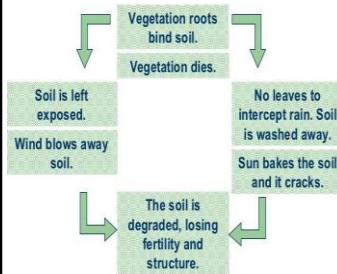 Vegetation roots
bind soil.
Vegetation dies.
Soil is left
exposed.
Wind blows away
soil.
No leaves to
intercept rain. Soil
is washed away.
Sun bakes the soil
and it cracks.
The soil is
degraded, losing
fertility and
structure.